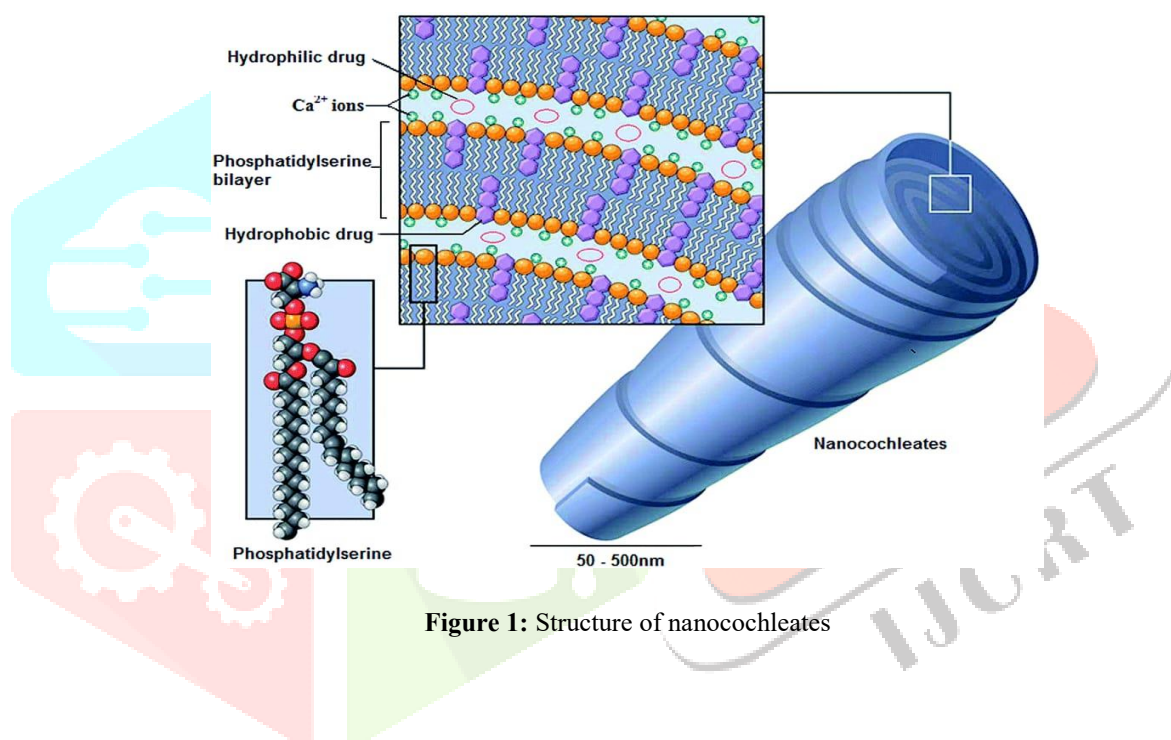 Hydrophilic drug
Ca²⁺ ions
Phosphatidylserine
bilayer
Hydrophobic drug
Nanocochleates
Phosphatidylserine
50 - 500nm
Figure 1: Structure of nanocochleates
IJCRT